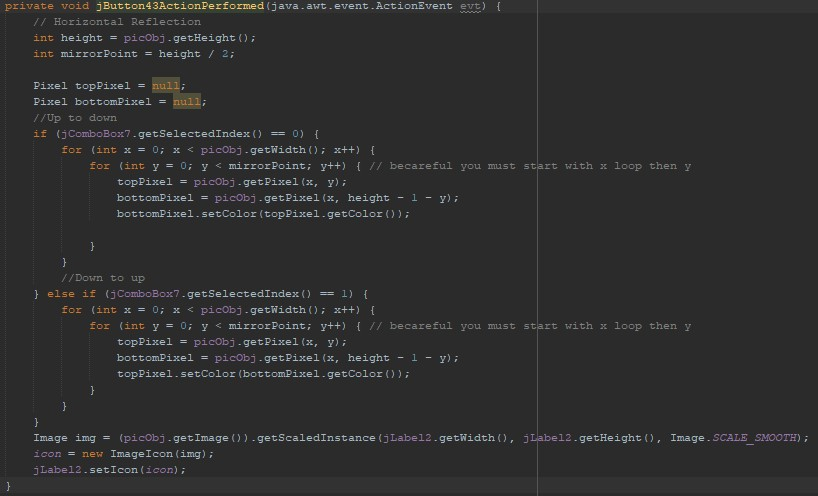 private void jButton43ActionPerformed(java.awt.event.ActionEvent evt) {
// Horizontal Reflection
int height = picObj.getHeight();
int mirrorPoint = height / 2;
Pixel topPixel = null;
Pixel bottomPixel = null;
//Up to down
if (jComboBox7.getSelectedIndex() == 0) {
for (int x = 0; x < picObj.getWidth(); x++) {
for (int y = 0; y < mirrorPoint; y++) { // becareful you must start with x loop then y
topPixel = picObj.getPixel(x, y);
bottomPixel = picObj.getPixel(x, height - 1 - y);
bottomPixel.setColor(topPixel.getColor());
}
}
//Down to up
} else if (jComboBox7.getSelectedIndex() == 1) {
for (int x = 0; x < picObj.getWidth(); x++) {
for (int y = 0; y < mirrorPoint; y++) { // becareful you must start with x loop then y
topPixel = picObj.getPixel(x, y);
bottomPixel = picObj.getPixel(x, height - 1 - y);
topPixel.setColor(bottomPixel.getColor());
}
}
}
Image img = (picObj.getImage()).getScaledInstance(jLabel2.getWidth(), jLabel2.getHeight(), Image.SCALE_SMOOTH);
icon = new ImageIcon(img);
jLabel2.setIcon(icon);
}